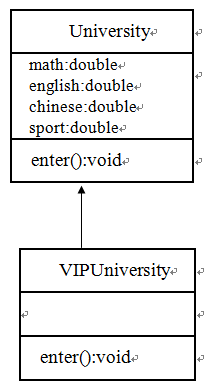 University
math:double
english:double
chinese:double
sport:double
enter():void
VIPUniversity
enter():void